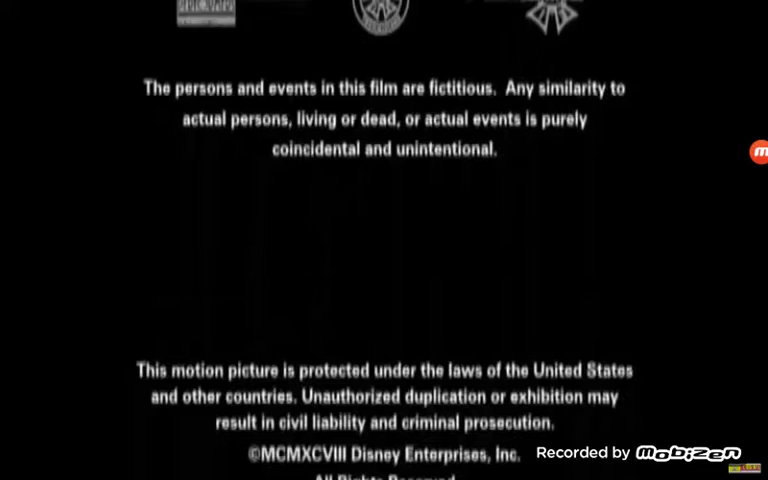 The persons and events in this film are fictitious. Any similarity to
actual persons, living or dead, or actual events is purely
coincidental and unintentional.
This motion picture is protected under the laws of the United States
and other countries. Unauthorized duplication or exhibition may
result in civil liability and criminal prosecution.
©MCMXCVIII Disney Enterprises, Inc.
Recorded by mobizen
All Rights Reserved